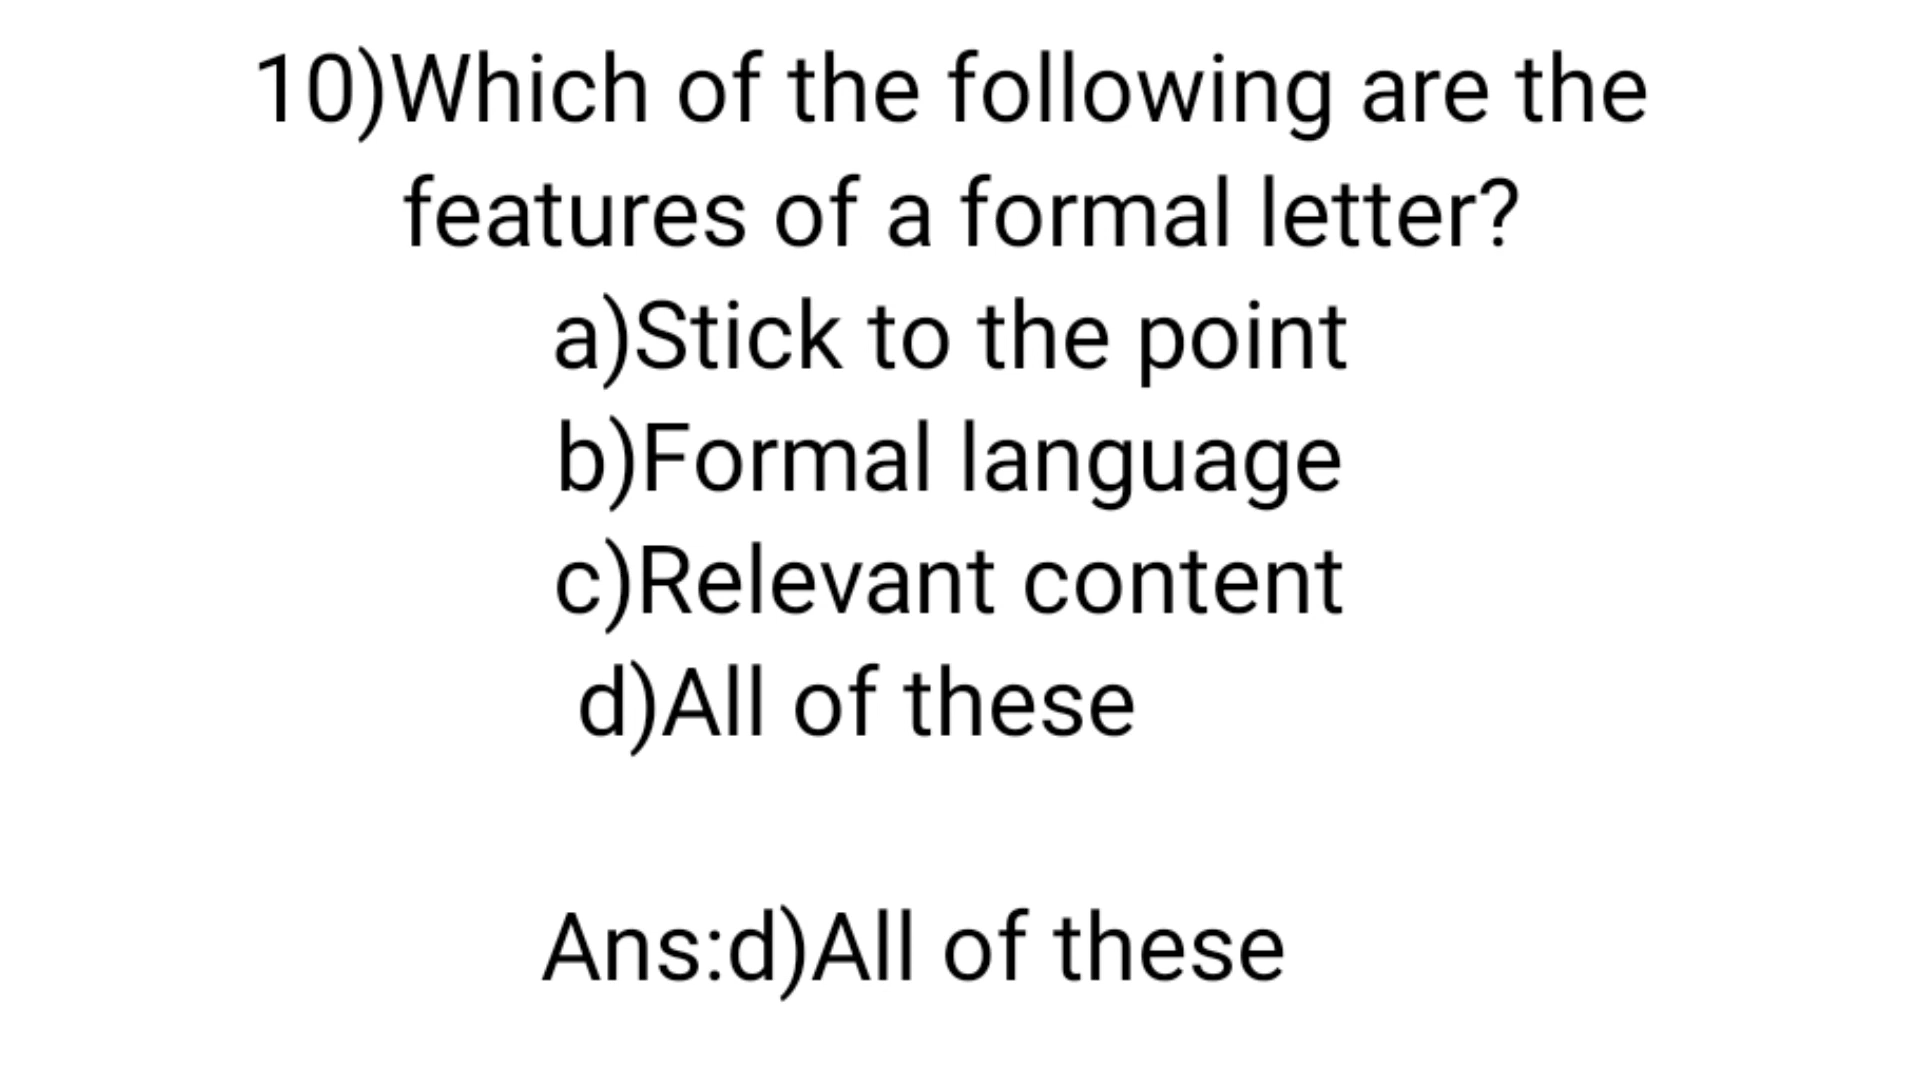 10)Which of the following are the
features of a formal letter?
a)Stick to the point
b)Formal language
c)Relevant content
d)All of these
Ans:d)All of these